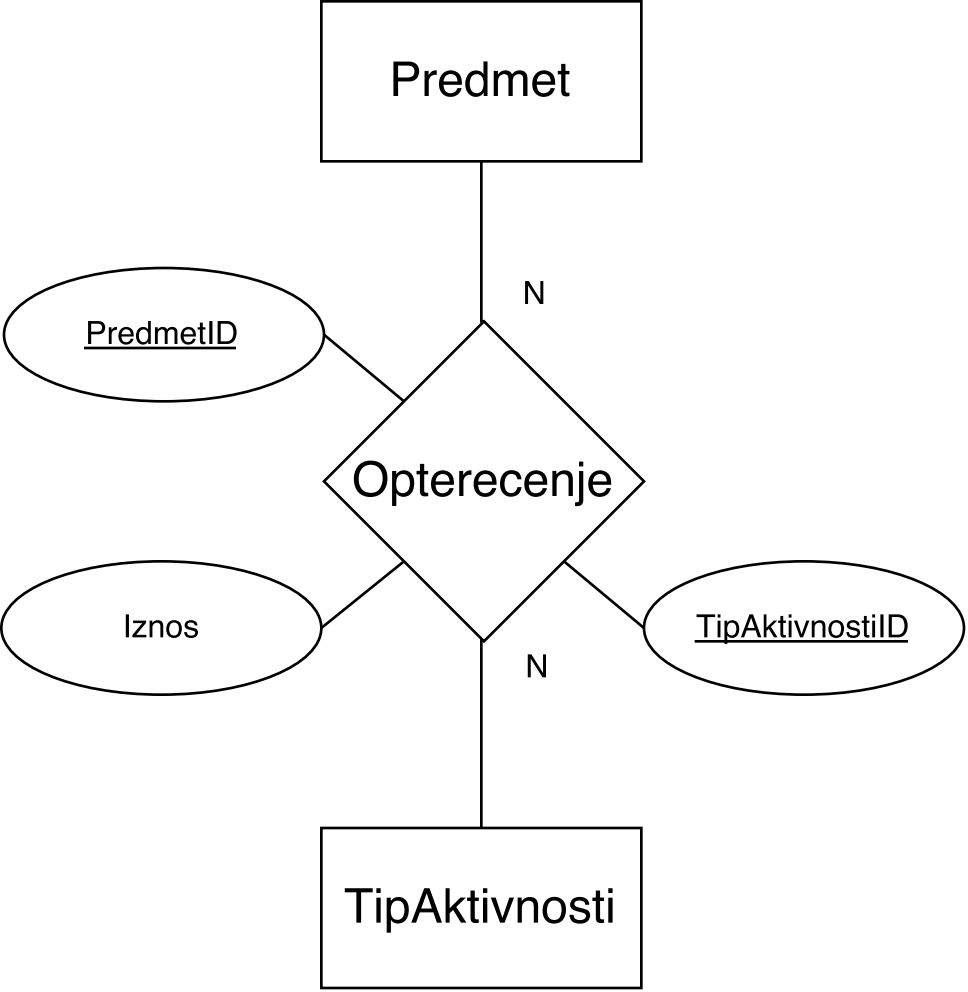 Predmet
N
PredmetID
Opterecenje
Iznos
TipAktivnostiID
N
TipAktivnosti